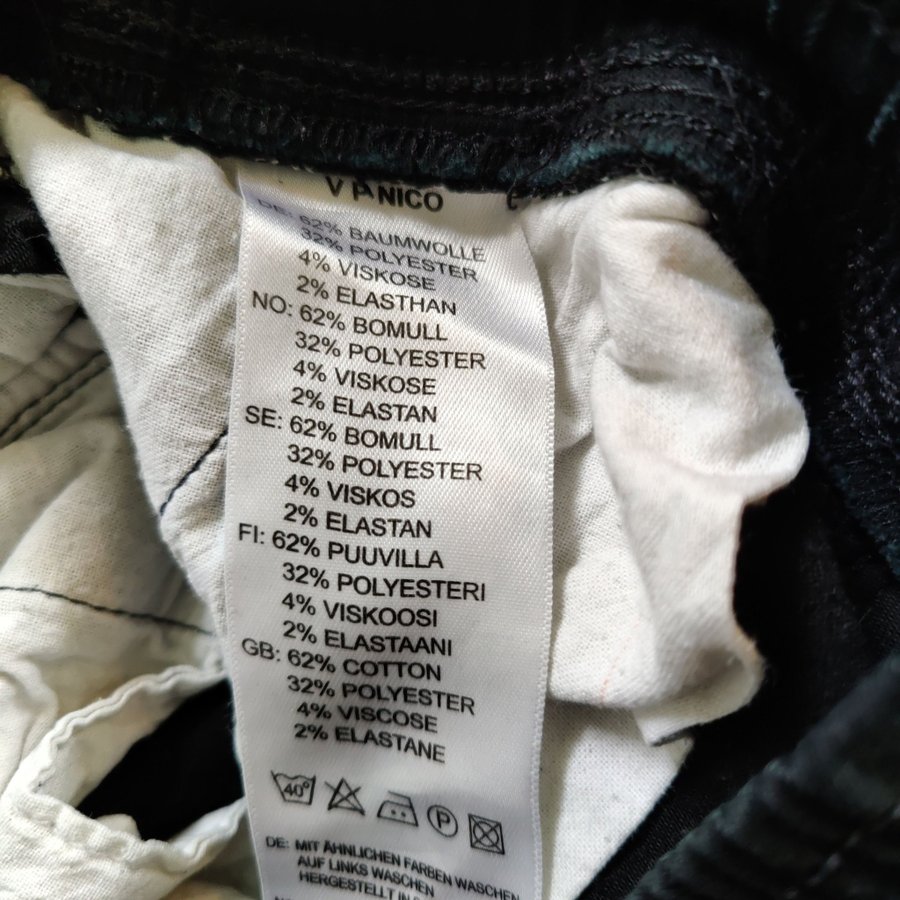 V A NICO
DE: 62% BAUMWOLLE
32% POLYESTER
4% VISKOSE
2% ELASTHAN
NO: 62% BOMULL
32% POLYESTER
4% VISKOSE
2% ELASTAN
SE: 62% BOMULL
32% POLYESTER
4% VISKOS
2% ELASTAN
FI: 62% PUUVILLA
32% POLYESTERI
4% VISKOOSI
2% ELASTAANI
GB: 62% COTTON
32% POLYESTER
4% VISCOSE
2% ELASTANE
40° P
DE: MIT ÄHNLICHEN FARBEN WASCHEN
AUF LINKS WASCHEN
HERGESTELLT IN